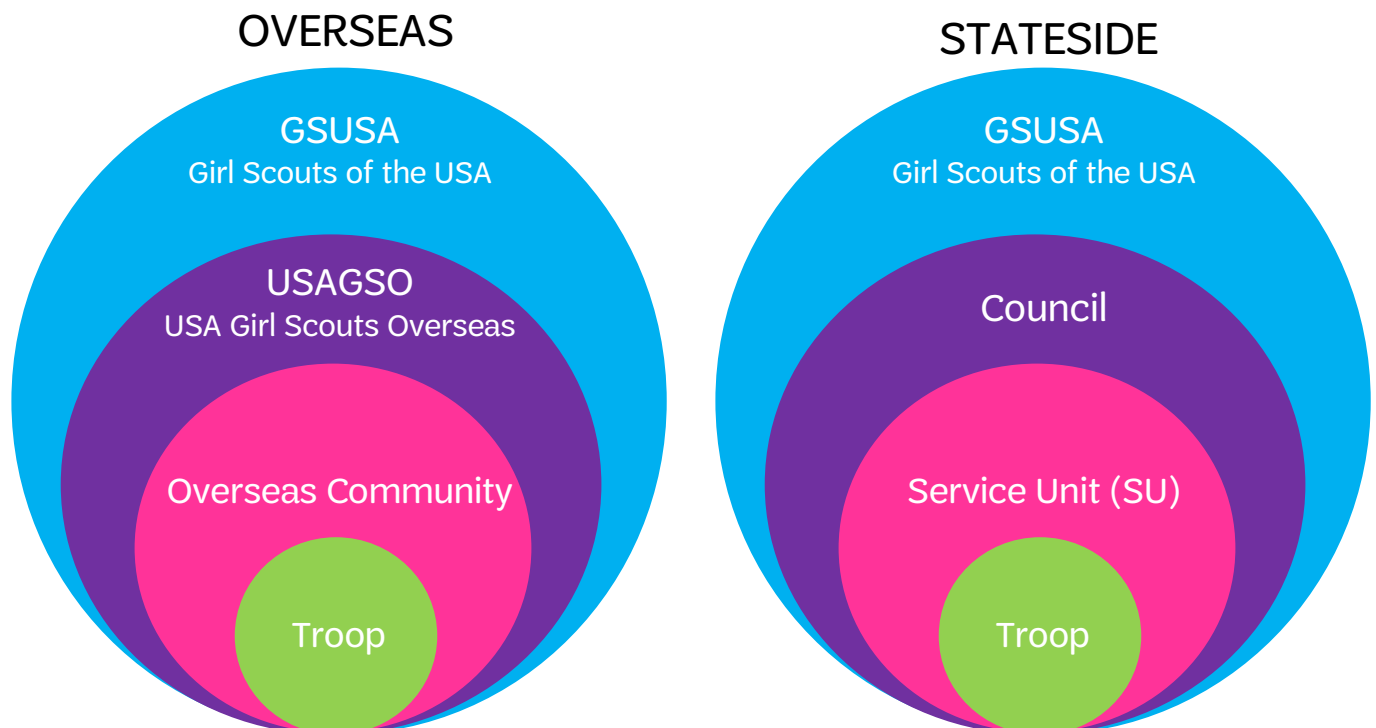 OVERSEAS
GSUSA
Girl Scouts of the USA
USAGSO
USA Girl Scouts Overseas
Overseas Community
Troop
STATESIDE
GSUSA
Girl Scouts of the USA
Council
Service Unit (SU)
Troop